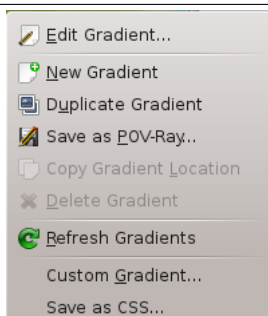 Edit Gradient...
New Gradient
Duplicate Gradient
Save as POV-Ray...
Copy Gradient Location
Delete Gradient
Refresh Gradients
Custom Gradient...
Save as CSS...